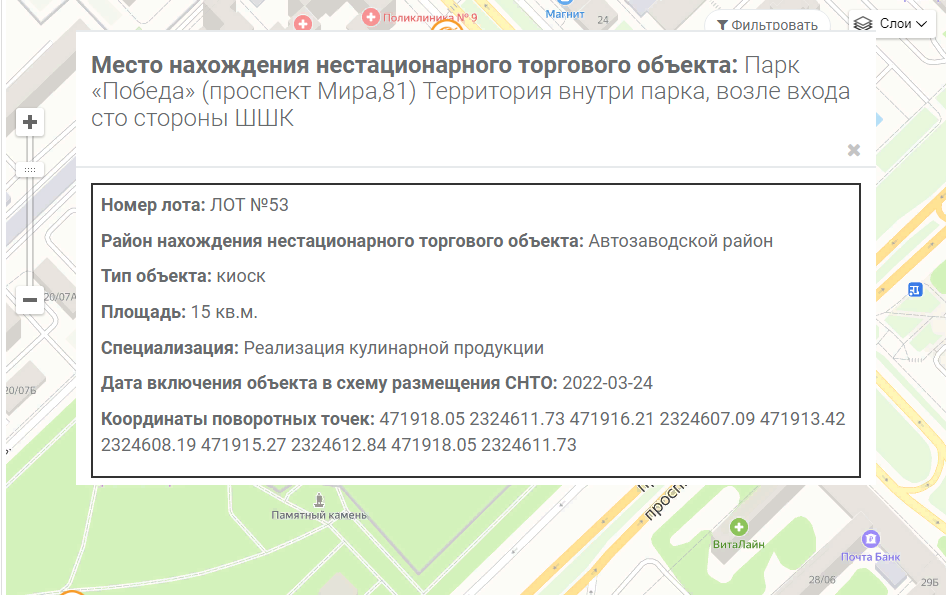 Поликлиника № 9
Магнит
24
Фильтровать
Слои
Место нахождения нестационарного торгового объекта: Парк
«Победа» (проспект Мира,81) Территория внутри парка, возле входа
сто стороны ШШК
Номер лота: ЛОТ №53
Район нахождения нестационарного торгового объекта: Автозаводской район
Тип объекта: киоск
20/07А
Площадь: 15 кв.м.
Специализация: Реализация кулинарной продукции
Дата включения объекта в схему размещения СНТО: 2022-03-24
20/07Б
Координаты поворотных точек: 471918.05 2324611.73 471916.21 2324607.09 471913.42
2324608.19 471915.27 2324612.84 471918.05 2324611.73
Памятный камень
ВитаЛайн
Почта Банк
28/06
29Б